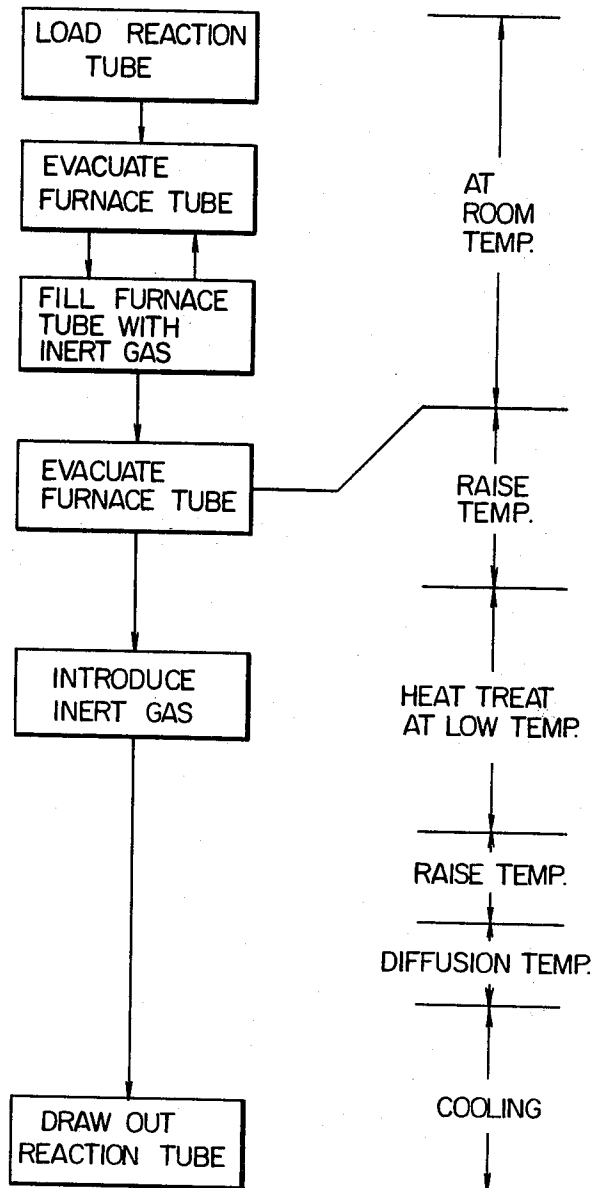 LOAD REACTION
TUBE
EVACUATE
FURNACE TUBE
FILL FURNACE
TUBE WITH
INERT GAS
EVACUATE
FURNACE TUBE
INTRODUCE
INERT GAS
DRAW OUT
REACTION TUBE
AT
ROOM
TEMP.
RAISE
TEMP.
HEAT TREAT
AT LOW TEMP.
RAISE TEMP.
DIFFUSION TEMP.
COOLING